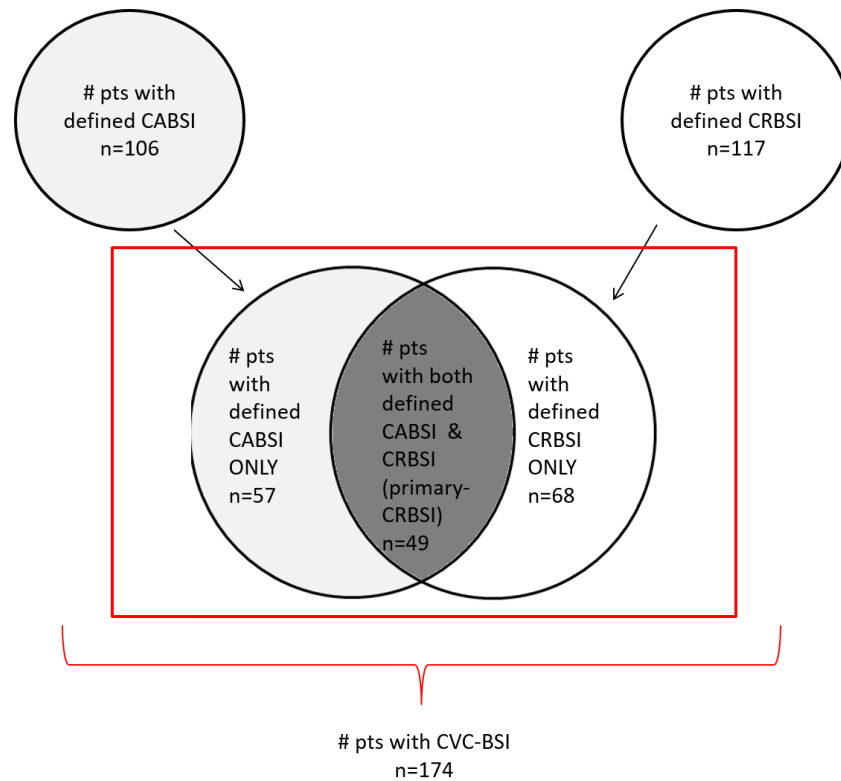 # pts with
defined CABSI
n=106
# pts with
defined CRBSI
n=117
# pts
with
defined
CABSI
ONLY
n=57
# pts
with both
defined
CABSI &
CRBSI
(primary-
CRBSI)
n=49
# pts
with
defined
CRBSI
ONLY
n=68
# pts with CVC-BSI
n=174